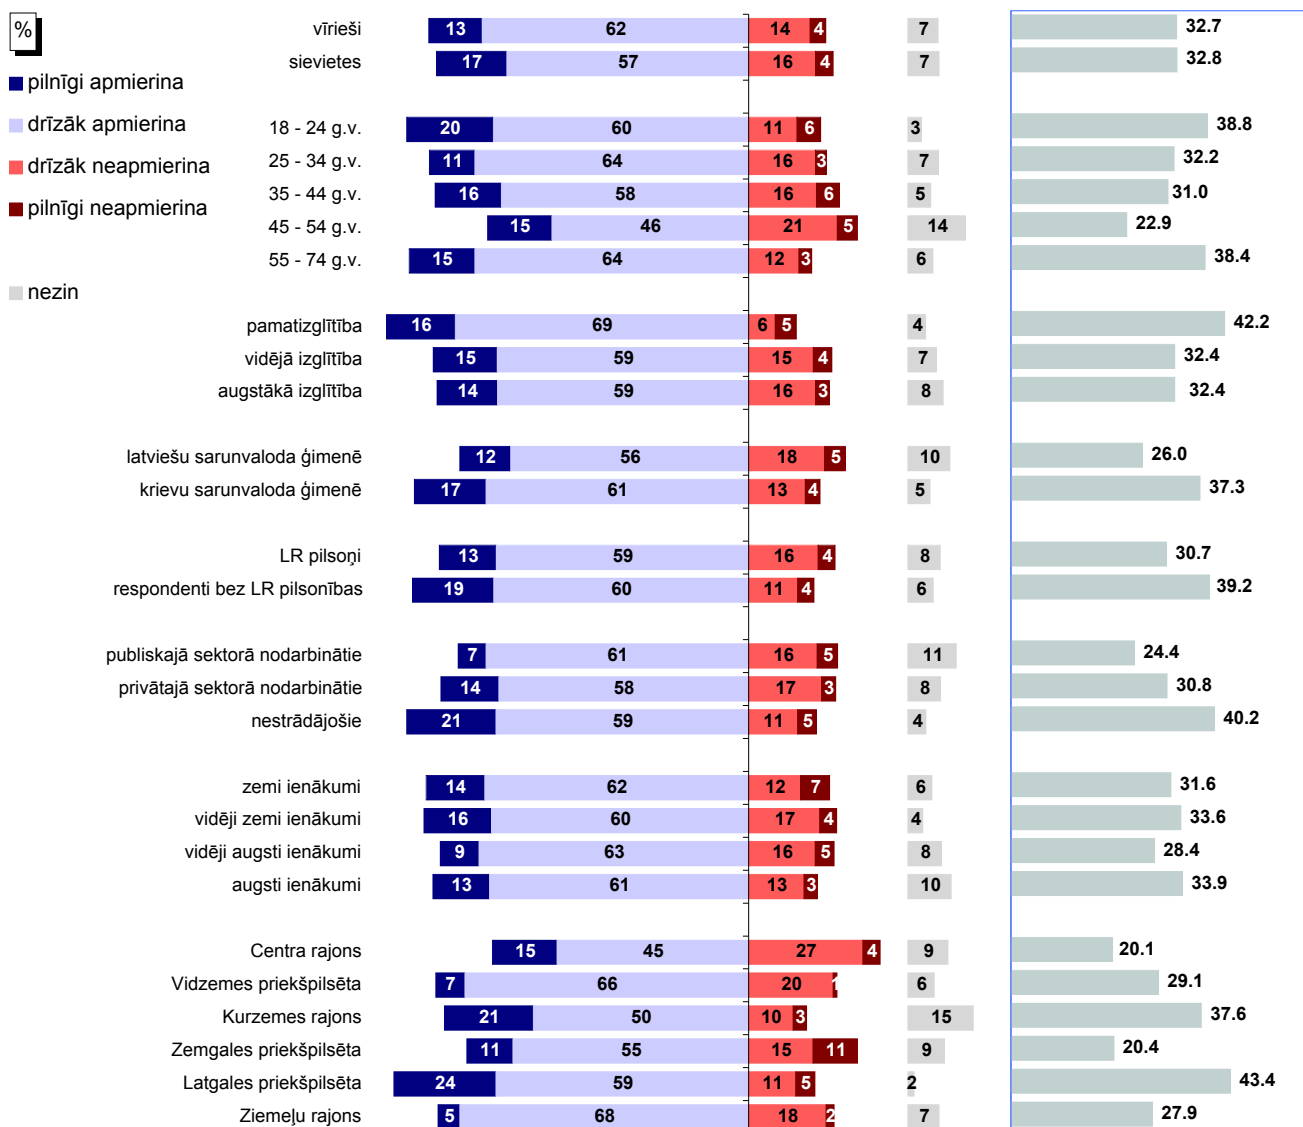 %
pilnīgi apmierina
drīzāk apmierina
drīzāk neapmierina
pilnīgi neapmierina
nezin
vīrieši 13 62 14 4 7 32.7
sievietes 17 57 16 4 7 32.8
18 - 24 g.v. 20 60 11 6 3 38.8
25 - 34 g.v. 11 64 16 3 7 32.2
35 - 44 g.v. 16 58 16 6 5 31.0
45 - 54 g.v. 15 46 21 5 14 22.9
55 - 74 g.v. 15 64 12 3 6 38.4
pamatizglītība 16 69 6 5 4 42.2
vidējā izglītība 15 59 15 4 7 32.4
augstākā izglītība 14 59 16 3 8 32.4
latviešu sarunvaloda ģimenē 12 56 18 5 10 26.0
krievu sarunvaloda ģimenē 17 61 13 4 5 37.3
LR pilsoņi 13 59 16 4 8 30.7
respondenti bez LR pilsonības 19 60 11 4 6 39.2
publiskajā sektorā nodarbinātie 7 61 16 5 11 24.4
privātajā sektorā nodarbinātie 14 58 17 3 8 30.8
nestrādājošie 21 59 11 5 4 40.2
zemi ienākumi 14 62 12 7 6 31.6
vidēji zemi ienākumi 16 60 17 4 4 33.6
vidēji augsti ienākumi 9 63 16 5 8 28.4
augsti ienākumi 13 61 13 3 10 33.9
Centra rajons 15 45 27 4 9 20.1
Vidzemes priekšpilsēta 7 66 20 1 6 29.1
Kurzemes rajons 21 50 10 3 15 37.6
Zemgales priekšpilsēta 11 55 15 11 9 20.4
Latgales priekšpilsēta 24 59 11 5 2 43.4
Ziemeļu rajons 5 68 18 2 7 27.9